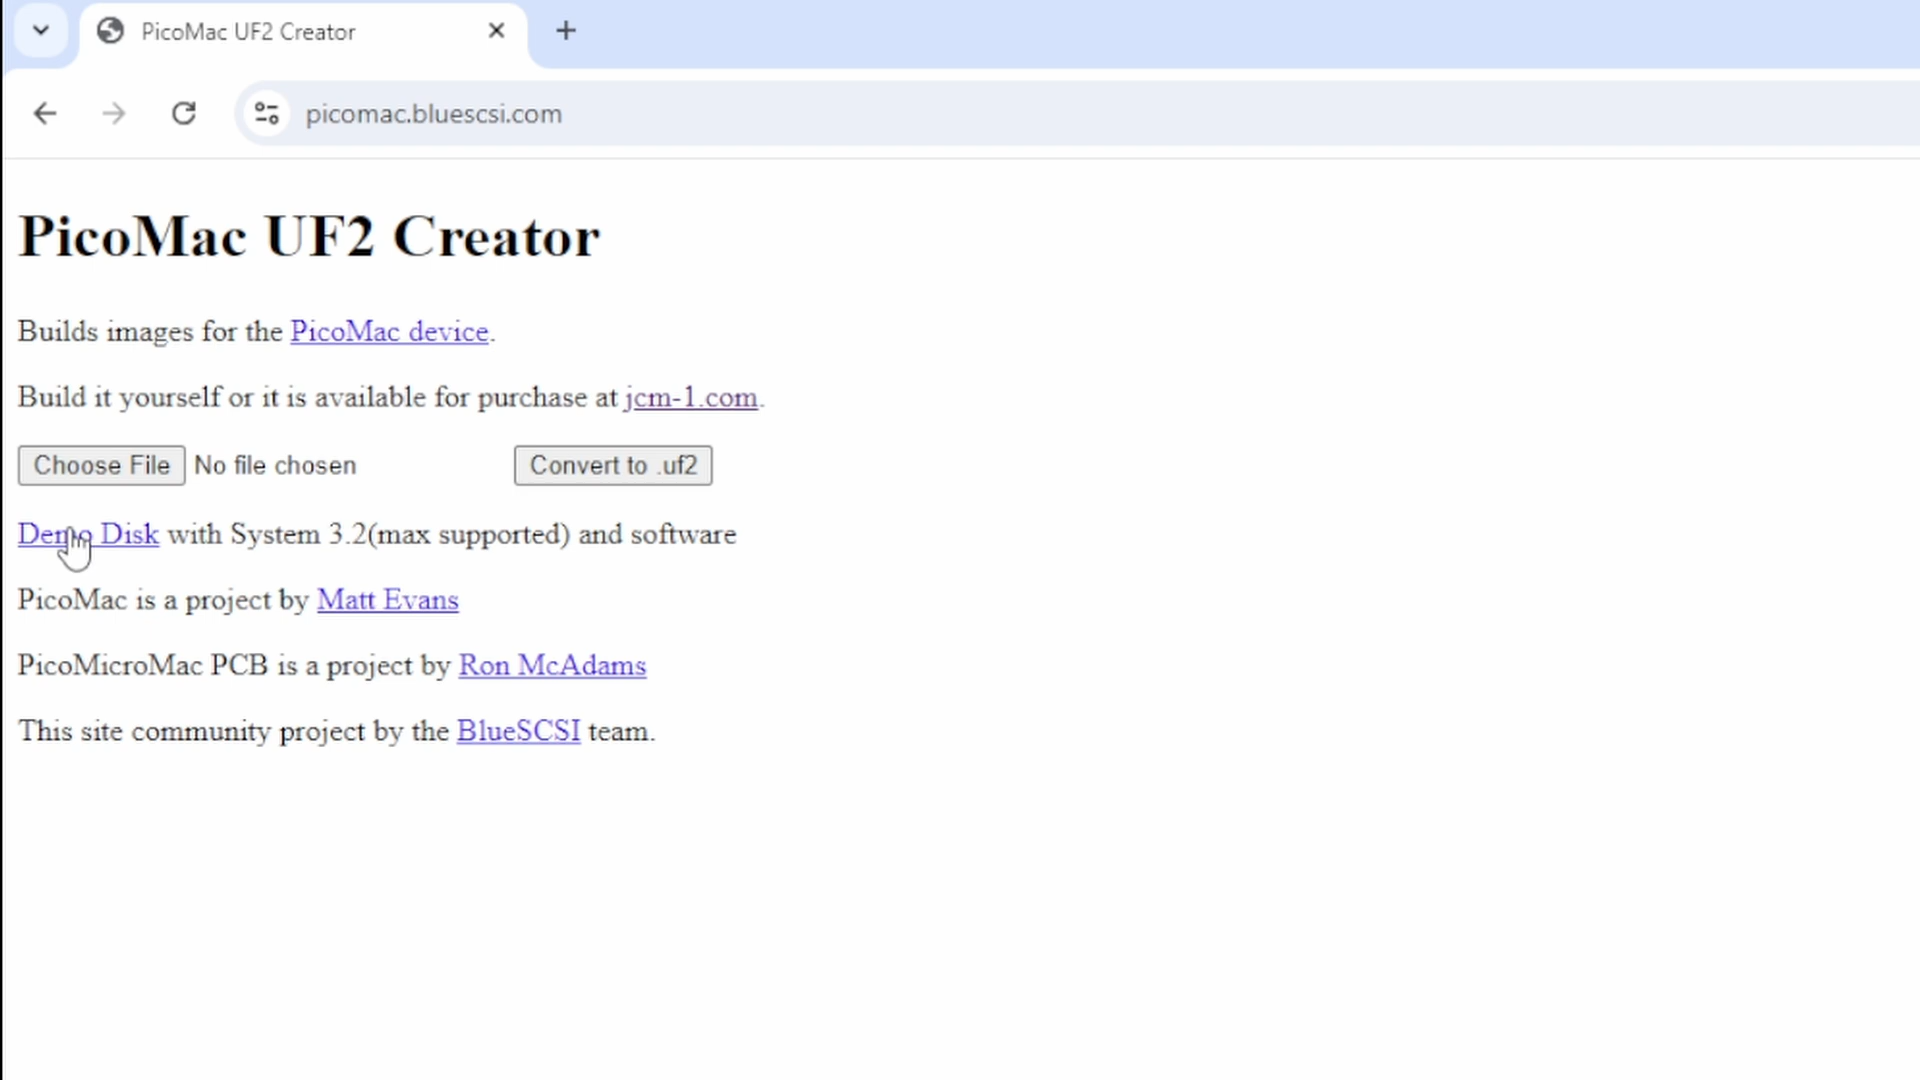 PicoMac UF2 Creator
picomac.bluescsi.com
PicoMac UF2 Creator
Builds images for the PicoMac device.
Build it yourself or it is available for purchase at jcm-1.com.
Choose File No file chosen Convert to .uf2
Demo Disk with System 3.2(max supported) and software
PicoMac is a project by Matt Evans
PicoMicroMac PCB is a project by Ron McAdams
This site community project by the BlueSCSI team.